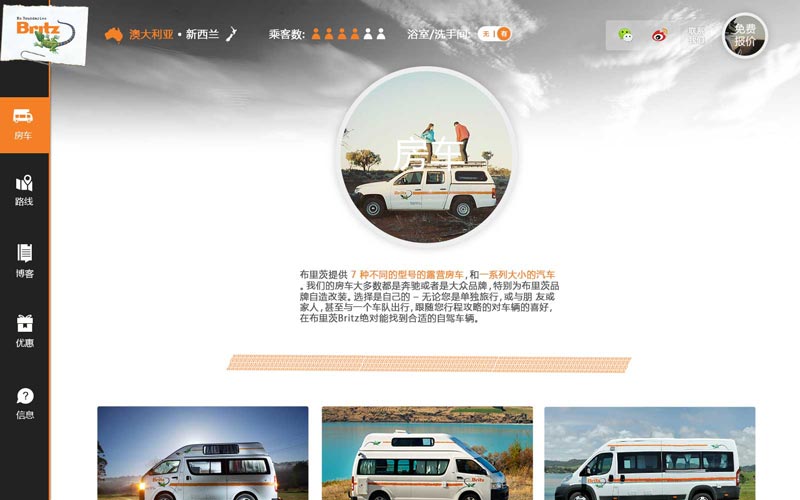 No Boundaries
Britz
澳大利亚 • 新西兰
乘客数:
浴室/洗手间:
无 | 有
联系
我们
免费
报价
房车
路线
博客
优惠
信息
房车
布里茨提供 7 种不同的型号的露营房车, 和一系列大小的汽车
。我们的房车大多数都是奔驰或者是大众品牌, 特别为布里茨品
牌自造改装。选择是自己的 – 无论您是单独旅行, 或与朋 友或
家人, 甚至与一个车队出行, 跟随您行程攻略的对车辆的喜好,
在布里茨Britz绝对能找到合适的自驾车辆。
Britz
Britz
Britz